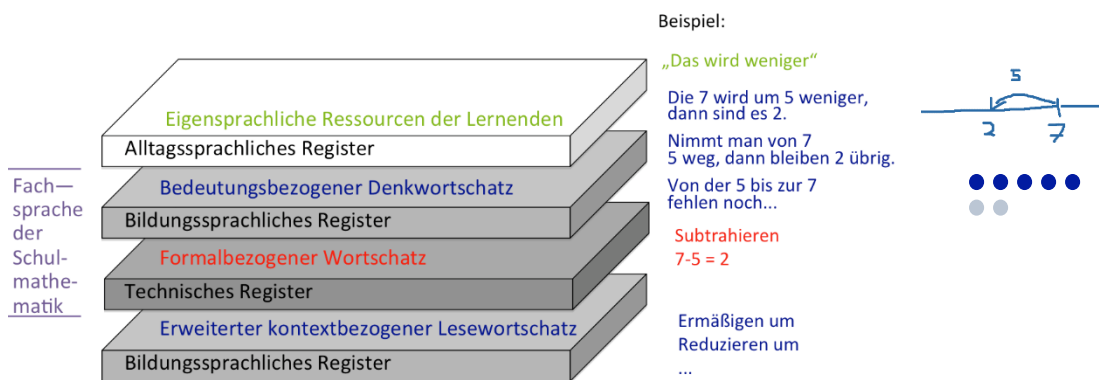 Beispiel:
„Das wird weniger“
Eigensprachliche Ressourcen der Lernenden
Alltagssprachliches Register
Die 7 wird um 5 weniger,
dann sind es 2.
Nimmt man von 7
5 weg, dann bleiben 2 übrig.
Von der 5 bis zur 7
fehlen noch...
5
2
7
Fach—
sprache
der
Schul-
mathe-
matik
Bedeutungsbezogener Denkwortschatz
Bildungssprachliches Register
Formalbezogener Wortschatz
Technisches Register
Subtrahieren
7-5 = 2
Erweiterter kontextbezogener Lesewortschatz
Bildungssprachliches Register
Ermäßigen um
Reduzieren um
...